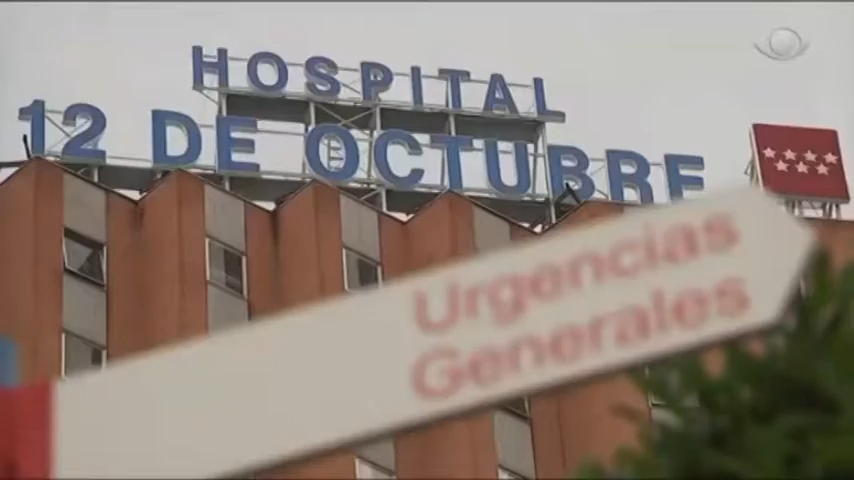 HOSPITAL
12 DE OCTUBRE
Urgencias
Generales